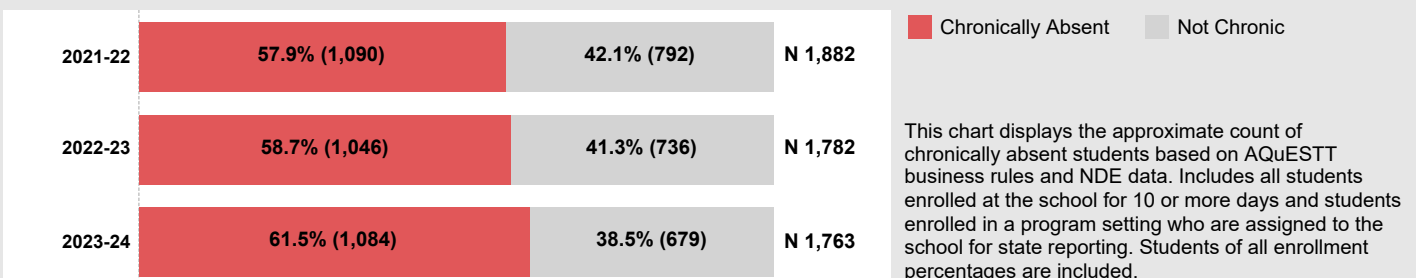 Chronically Absent Not Chronic
2021-22 57.9% (1,090) 42.1% (792) N 1,882
2022-23 58.7% (1,046) 41.3% (736) N 1,782
2023-24 61.5% (1,084) 38.5% (679) N 1,763
This chart displays the approximate count of
chronically absent students based on AQuESTT
business rules and NDE data. Includes all students
enrolled at the school for 10 or more days and students
enrolled in a program setting who are assigned to the
school for state reporting. Students of all enrollment
percentages are included.